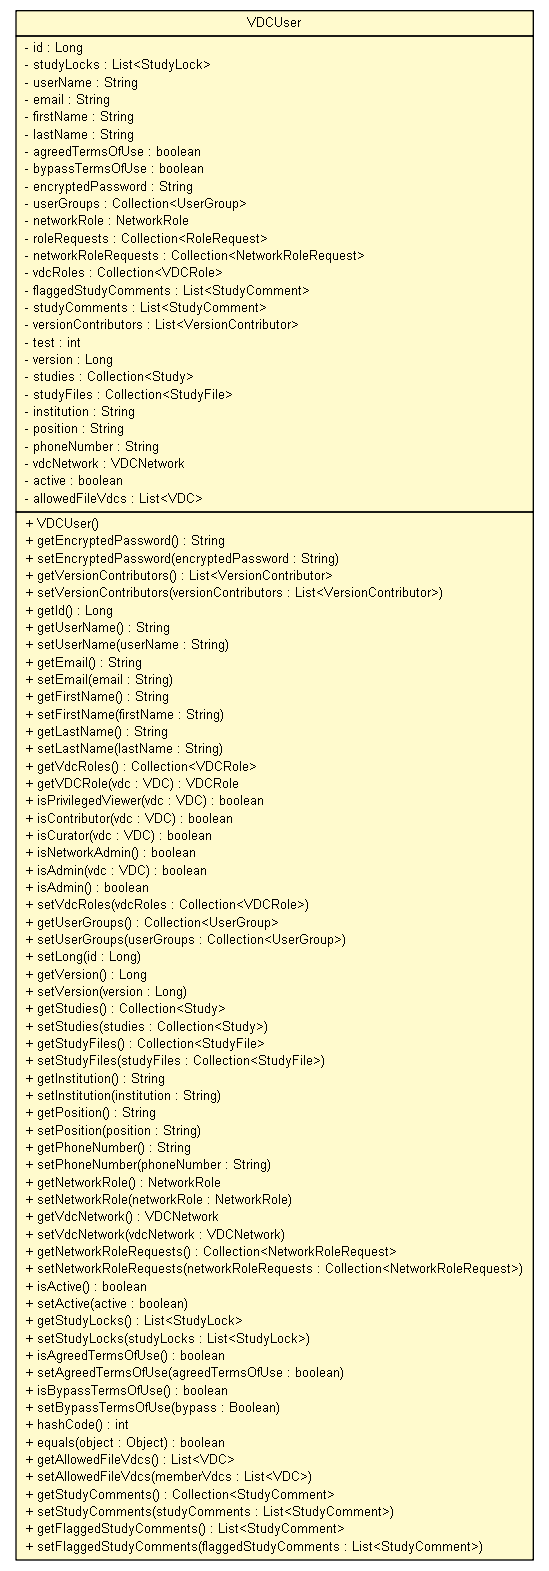 VDCUser
- id : Long
- studyLocks : List<StudyLock>
- userName : String
- email : String
- firstName : String
- lastName : String
- agreedTermsOfUse : boolean
- bypassTermsOfUse : boolean
- encryptedPassword : String
- userGroups : Collection<UserGroup>
- networkRole : NetworkRole
- roleRequests : Collection<RoleRequest>
- networkRoleRequests : Collection<NetworkRoleRequest>
- vdcRoles : Collection<VDCRole>
- flaggedStudyComments : List<StudyComment>
- studyComments : List<StudyComment>
- versionContributors : List<VersionContributor>
- test : int
- version : Long
- studies : Collection<Study>
- studyFiles : Collection<StudyFile>
- institution : String
- position : String
- phoneNumber : String
- vdcNetwork : VDCNetwork
- active : boolean
- allowedFileVdcs : List<VDC>
+ VDCUser()
+ getEncryptedPassword() : String
+ setEncryptedPassword(encryptedPassword : String)
+ getVersionContributors() : List<VersionContributor>
+ setVersionContributors(versionContributors : List<VersionContributor>)
+ getId() : Long
+ getUserName() : String
+ setUserName(userName : String)
+ getEmail() : String
+ setEmail(email : String)
+ getFirstName() : String
+ setFirstName(firstName : String)
+ getLastName() : String
+ setLastName(lastName : String)
+ getVdcRoles() : Collection<VDCRole>
+ getVDCRole(vdc : VDC) : VDCRole
+ isPrivilegedViewer(vdc : VDC) : boolean
+ isContributor(vdc : VDC) : boolean
+ isCurator(vdc : VDC) : boolean
+ isNetworkAdmin() : boolean
+ isAdmin(vdc : VDC) : boolean
+ isAdmin() : boolean
+ setVdcRoles(vdcRoles : Collection<VDCRole>)
+ getUserGroups() : Collection<UserGroup>
+ setUserGroups(userGroups : Collection<UserGroup>)
+ setLong(id : Long)
+ getVersion() : Long
+ setVersion(version : Long)
+ getStudies() : Collection<Study>
+ setStudies(studies : Collection<Study>)
+ getStudyFiles() : Collection<StudyFile>
+ setStudyFiles(studyFiles : Collection<StudyFile>)
+ getInstitution() : String
+ setInstitution(institution : String)
+ getPosition() : String
+ setPosition(position : String)
+ getPhoneNumber() : String
+ setPhoneNumber(phoneNumber : String)
+ getNetworkRole() : NetworkRole
+ setNetworkRole(networkRole : NetworkRole)
+ getVdcNetwork() : VDCNetwork
+ setVdcNetwork(vdcNetwork : VDCNetwork)
+ getNetworkRoleRequests() : Collection<NetworkRoleRequest>
+ setNetworkRoleRequests(networkRoleRequests : Collection<NetworkRoleRequest>)
+ isActive() : boolean
+ setActive(active : boolean)
+ getStudyLocks() : List<StudyLock>
+ setStudyLocks(studyLocks : List<StudyLock>)
+ isAgreedTermsOfUse() : boolean
+ setAgreedTermsOfUse(agreedTermsOfUse : boolean)
+ isBypassTermsOfUse() : boolean
+ setBypassTermsOfUse(bypass : Boolean)
+ hashCode() : int
+ equals(object : Object) : boolean
+ getAllowedFileVdcs() : List<VDC>
+ setAllowedFileVdcs(memberVdcs : List<VDC>)
+ getStudyComments() : Collection<StudyComment>
+ setStudyComments(studyComments : List<StudyComment>)
+ getFlaggedStudyComments() : List<StudyComment>
+ setFlaggedStudyComments(flaggedStudyComments : List<StudyComment>)